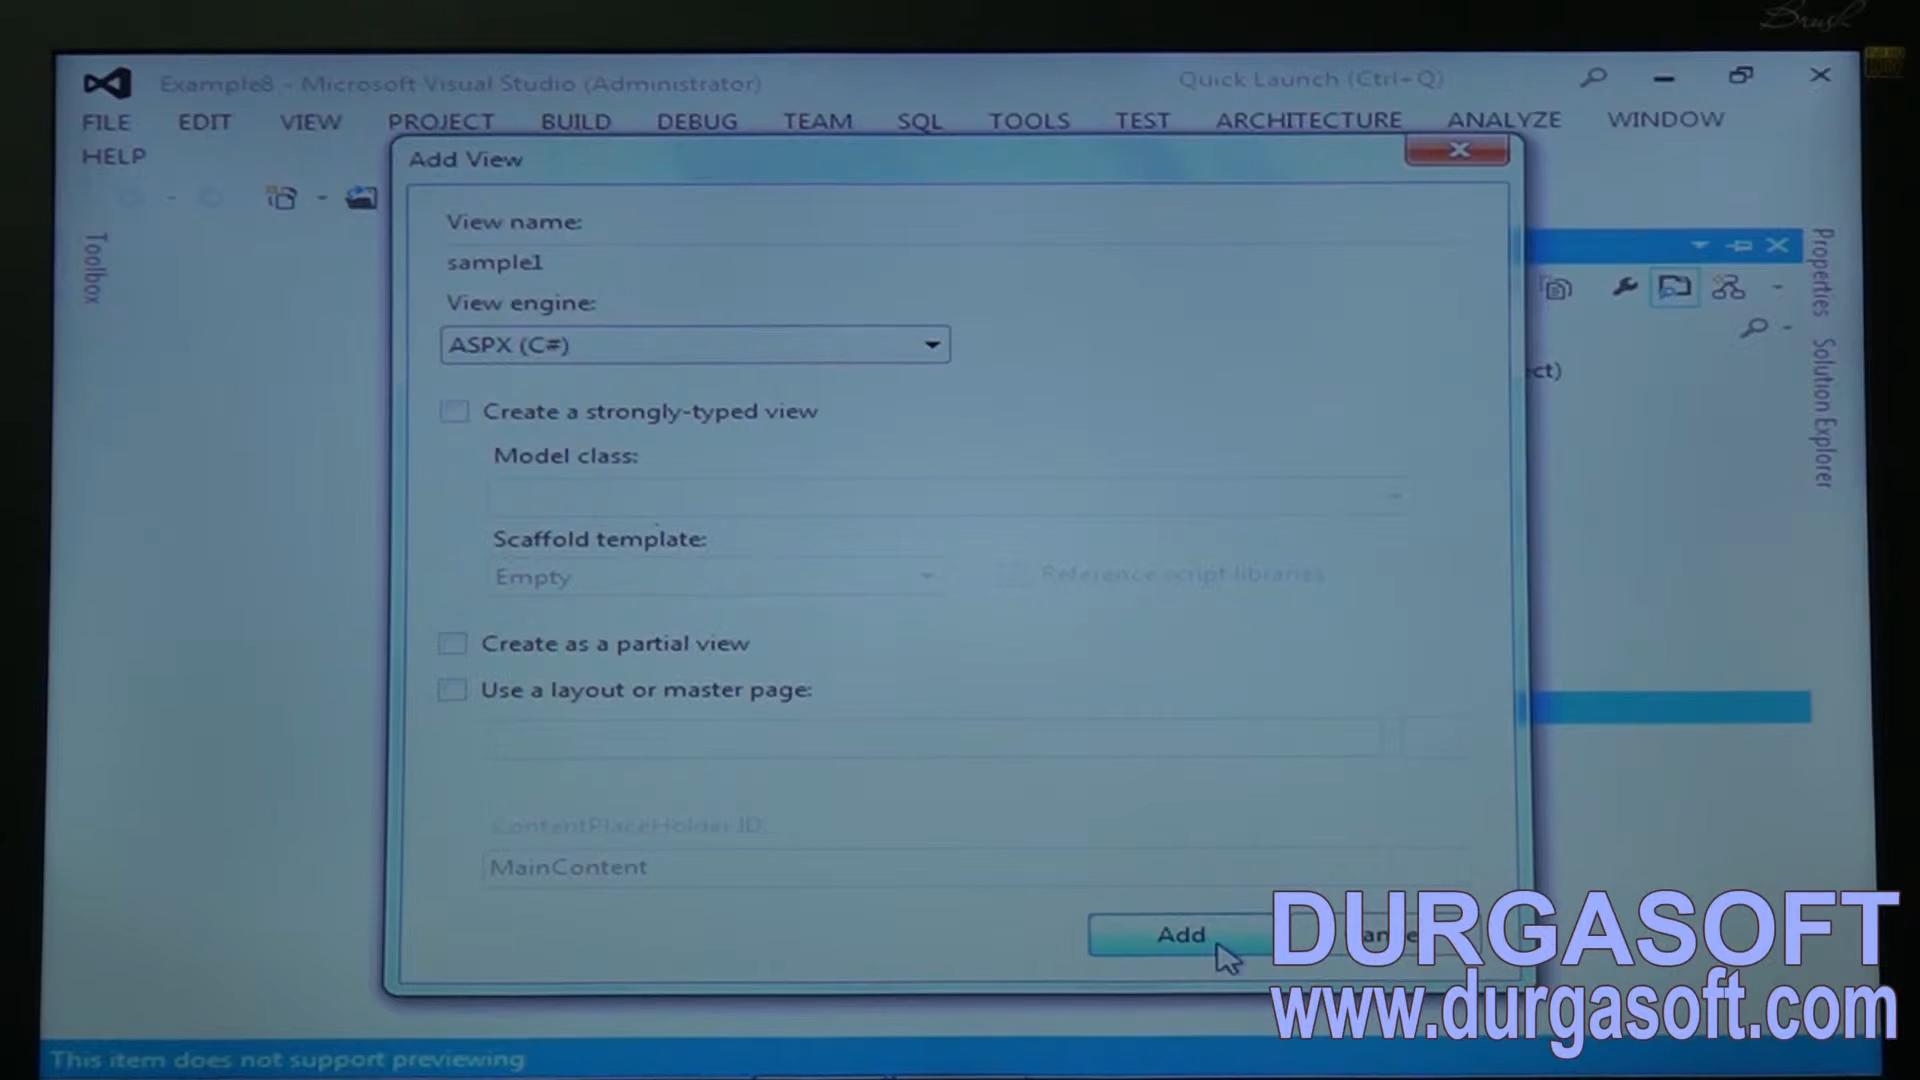 Brush
Example8 - Microsoft Visual Studio (Administrator)
Quick Launch (Ctrl+Q)
FILE EDIT VIEW PROJECT BUILD DEBUG TEAM SQL TOOLS TEST ARCHITECTURE ANALYZE WINDOW
HELP
Add View
View name:
sample1
View engine:
ASPX (C#)
Create a strongly-typed view
Model class:
Scaffold template:
Empty
Reference script libraries
Create as a partial view
Use a layout or master page:
ContentPlaceHolder ID:
MainContent
Add
Toolbox
Properties
Solution Explorer
ct)
This item does not support previewing
DURGASOFT
www.durgasoft.com